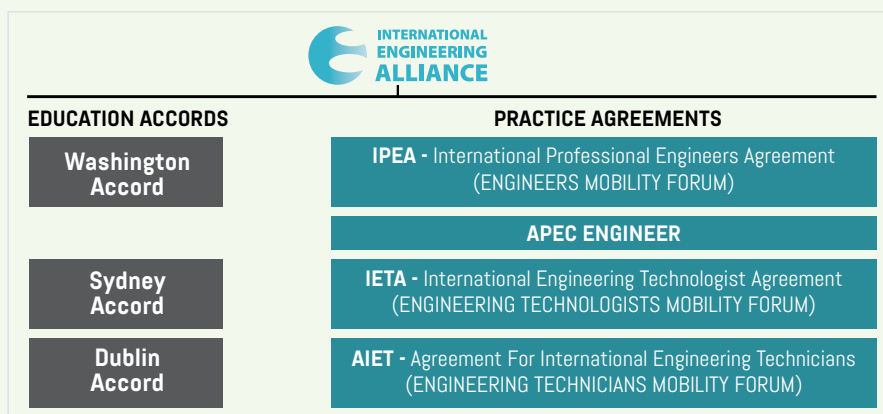 INTERNATIONAL
ENGINEERING
ALLIANCE
EDUCATION ACCORDS
PRACTICE AGREEMENTS
Washington
Accord
IPEA - International Professional Engineers Agreement
(ENGINEERS MOBILITY FORUM)
APEC ENGINEER
Sydney
Accord
IETA - International Engineering Technologist Agreement
(ENGINEERING TECHNOLOGISTS MOBILITY FORUM)
Dublin
Accord
AIET - Agreement For International Engineering Technicians
(ENGINEERING TECHNICIANS MOBILITY FORUM)